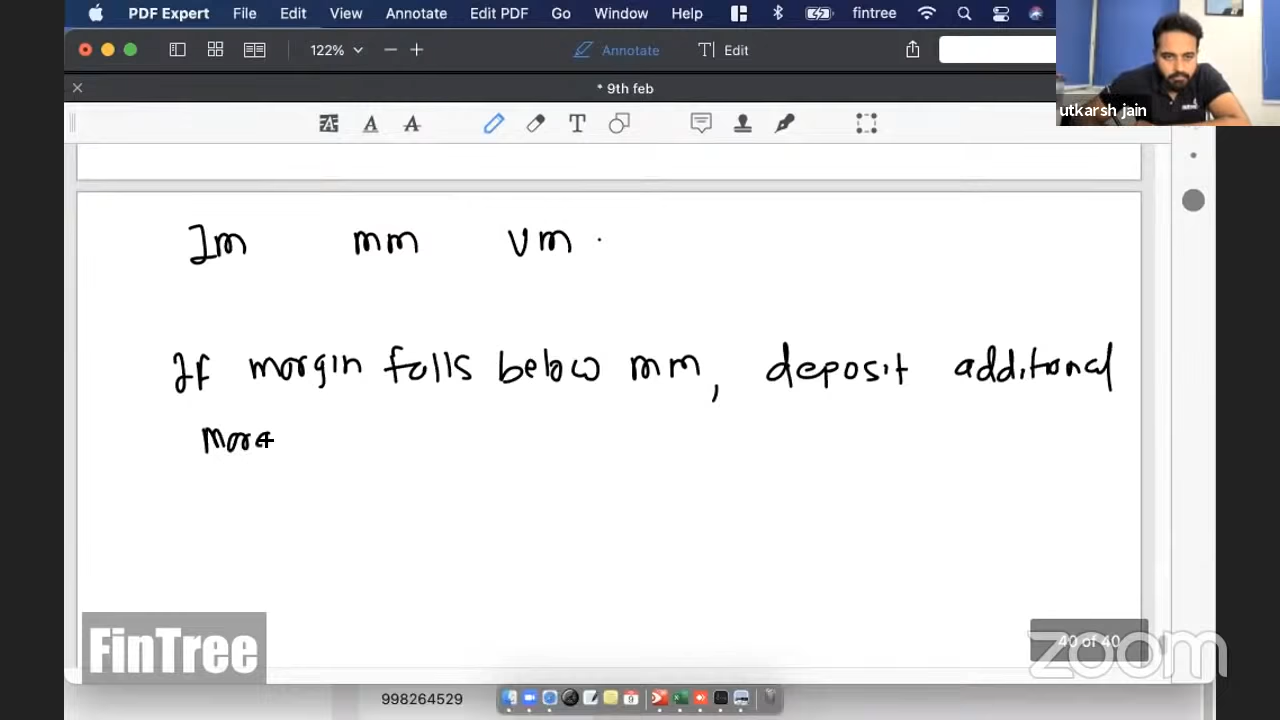 PDF Expert File Edit View Annotate Edit PDF Go Window Help fintree
122% Annotate T Edit
* 9th feb
utkarsh jain
A A A T
Im mm Vm .
If margin falls below mm, deposit additional
more
FinTree
40 of 40
zoom
998264529